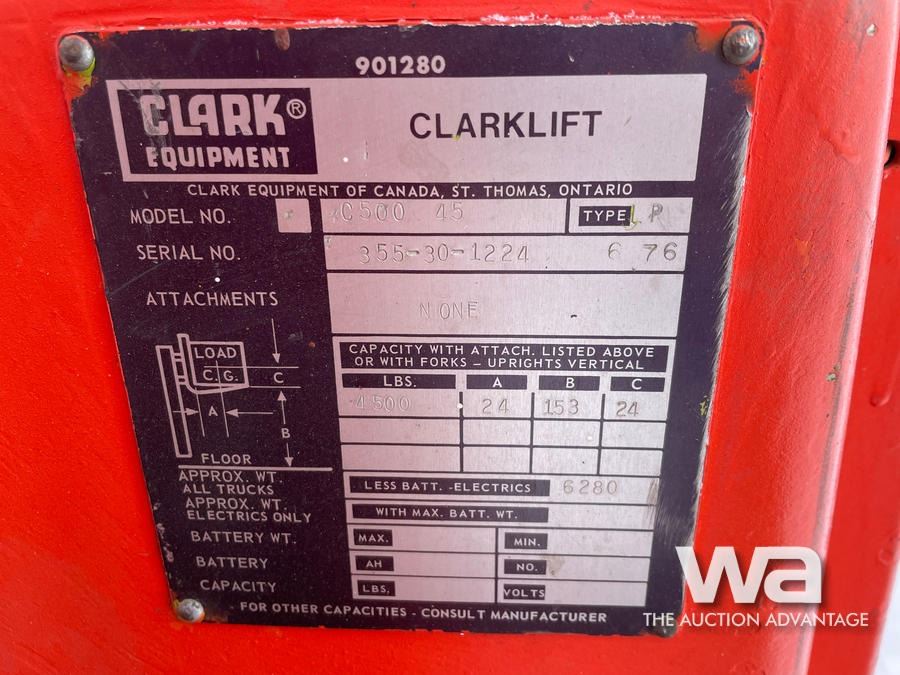 901280
CLARK®
EQUIPMENT
CLARKLIFT
CLARK EQUIPMENT OF CANADA, ST. THOMAS, ONTARIO
MODEL NO. C500 45 TYPE P
SERIAL NO. 355-30-1224 6 76
ATTACHMENTS NONE
LOAD
C. G.
C
A
B
FLOOR
CAPACITY WITH ATTACH. LISTED ABOVE
OR WITH FORKS - UPRIGHTS VERTICAL
LBS. A B C
4500 24 153 24
APPROX. WT.
ALL TRUCKS LESS BATT. -ELECTRICS 6280
APPROX. WT.
ELECTRICS ONLY WITH MAX. BATT. WT.
BATTERY WT. MAX. MIN.
BATTERY AH NO.
CAPACITY LBS. VOLTS
FOR OTHER CAPACITIES - CONSULT MANUFACTURER
wa
THE AUCTION ADVANTAGE